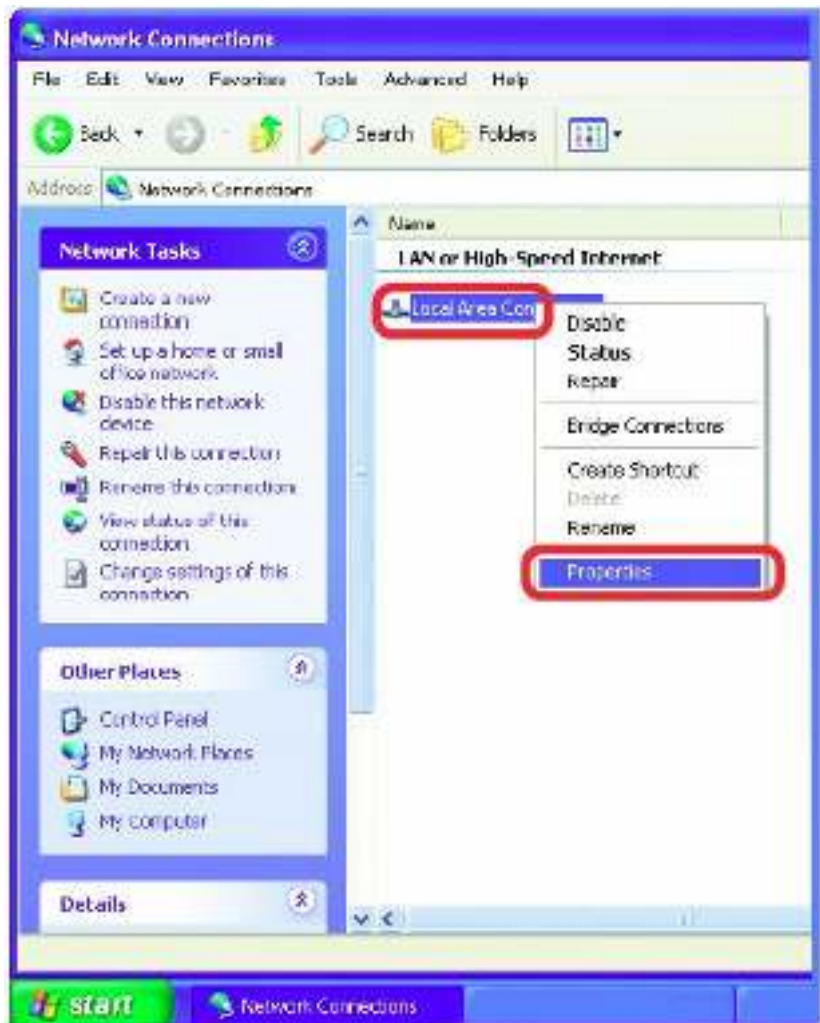 Network Connections
File Edit View Favorites Tools Advanced Help
Back Search Folders
Address Network Connections
Name
Network Tasks
LAN or High-Speed Internet
Create a new
connection
Set up a home or small
office network
Disable this network
device
Repair this connection
Rename this connection
View status of this
connection
Change settings of this
connection
Local Area Con
Disable
Status
Repair
Bridge Connections
Create Shortcut
Delete
Rename
Properties
Other Places
Control Panel
My Network Places
My Documents
My Computer
Details
start Network Connections